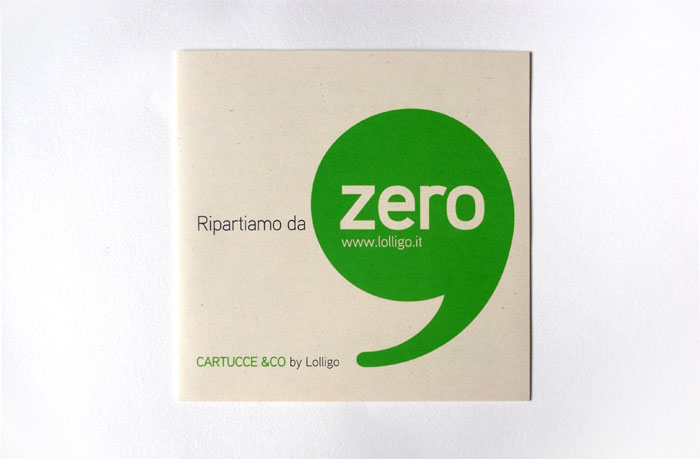 Ripartiamo da zero
www.lolligo.it
CARTUCCE &CO by Lolligo